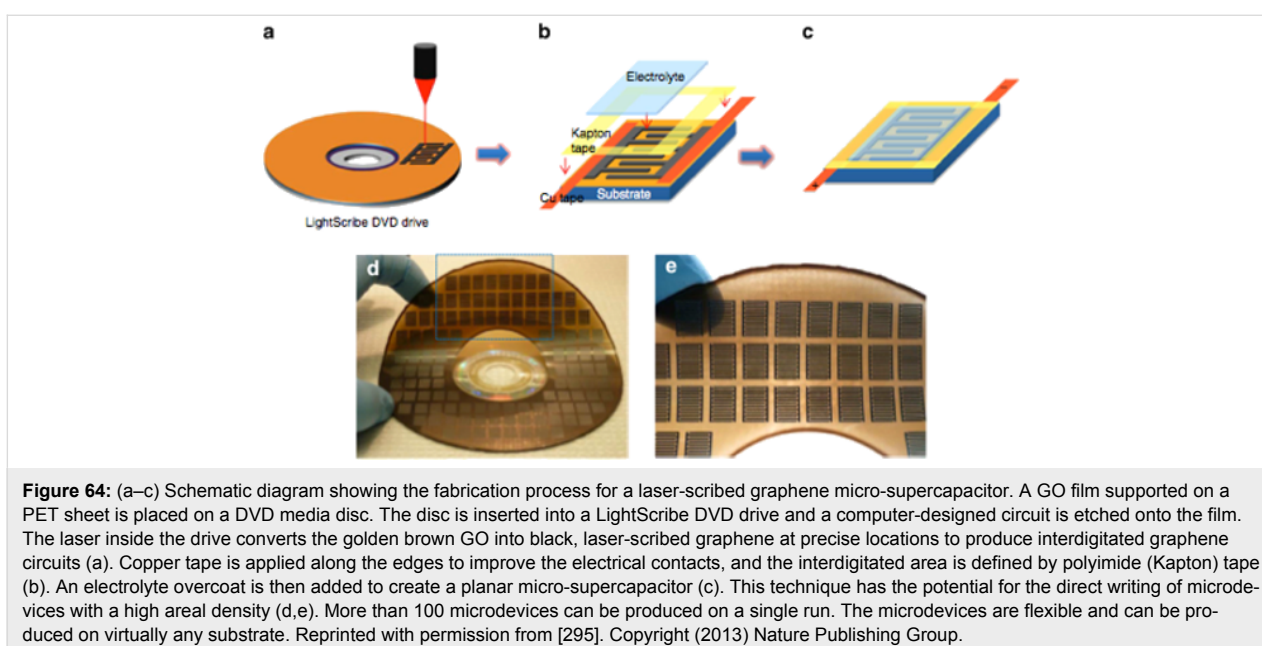 a
b
c
Electrolyte
Kapton
tape
Cu tape
Substrate
-
+
LightScribe DVD drive
d
e
Figure 64: (a–c) Schematic diagram showing the fabrication process for a laser-scribed graphene micro-supercapacitor. A GO film supported on a
PET sheet is placed on a DVD media disc. The disc is inserted into a LightScribe DVD drive and a computer-designed circuit is etched onto the film.
The laser inside the drive converts the golden brown GO into black, laser-scribed graphene at precise locations to produce interdigitated graphene
circuits (a). Copper tape is applied along the edges to improve the electrical contacts, and the interdigitated area is defined by polyimide (Kapton) tape
(b). An electrolyte overcoat is then added to create a planar micro-supercapacitor (c). This technique has the potential for the direct writing of microde-
vices with a high areal density (d,e). More than 100 microdevices can be produced on a single run. The microdevices are flexible and can be pro-
duced on virtually any substrate. Reprinted with permission from [295]. Copyright (2013) Nature Publishing Group.